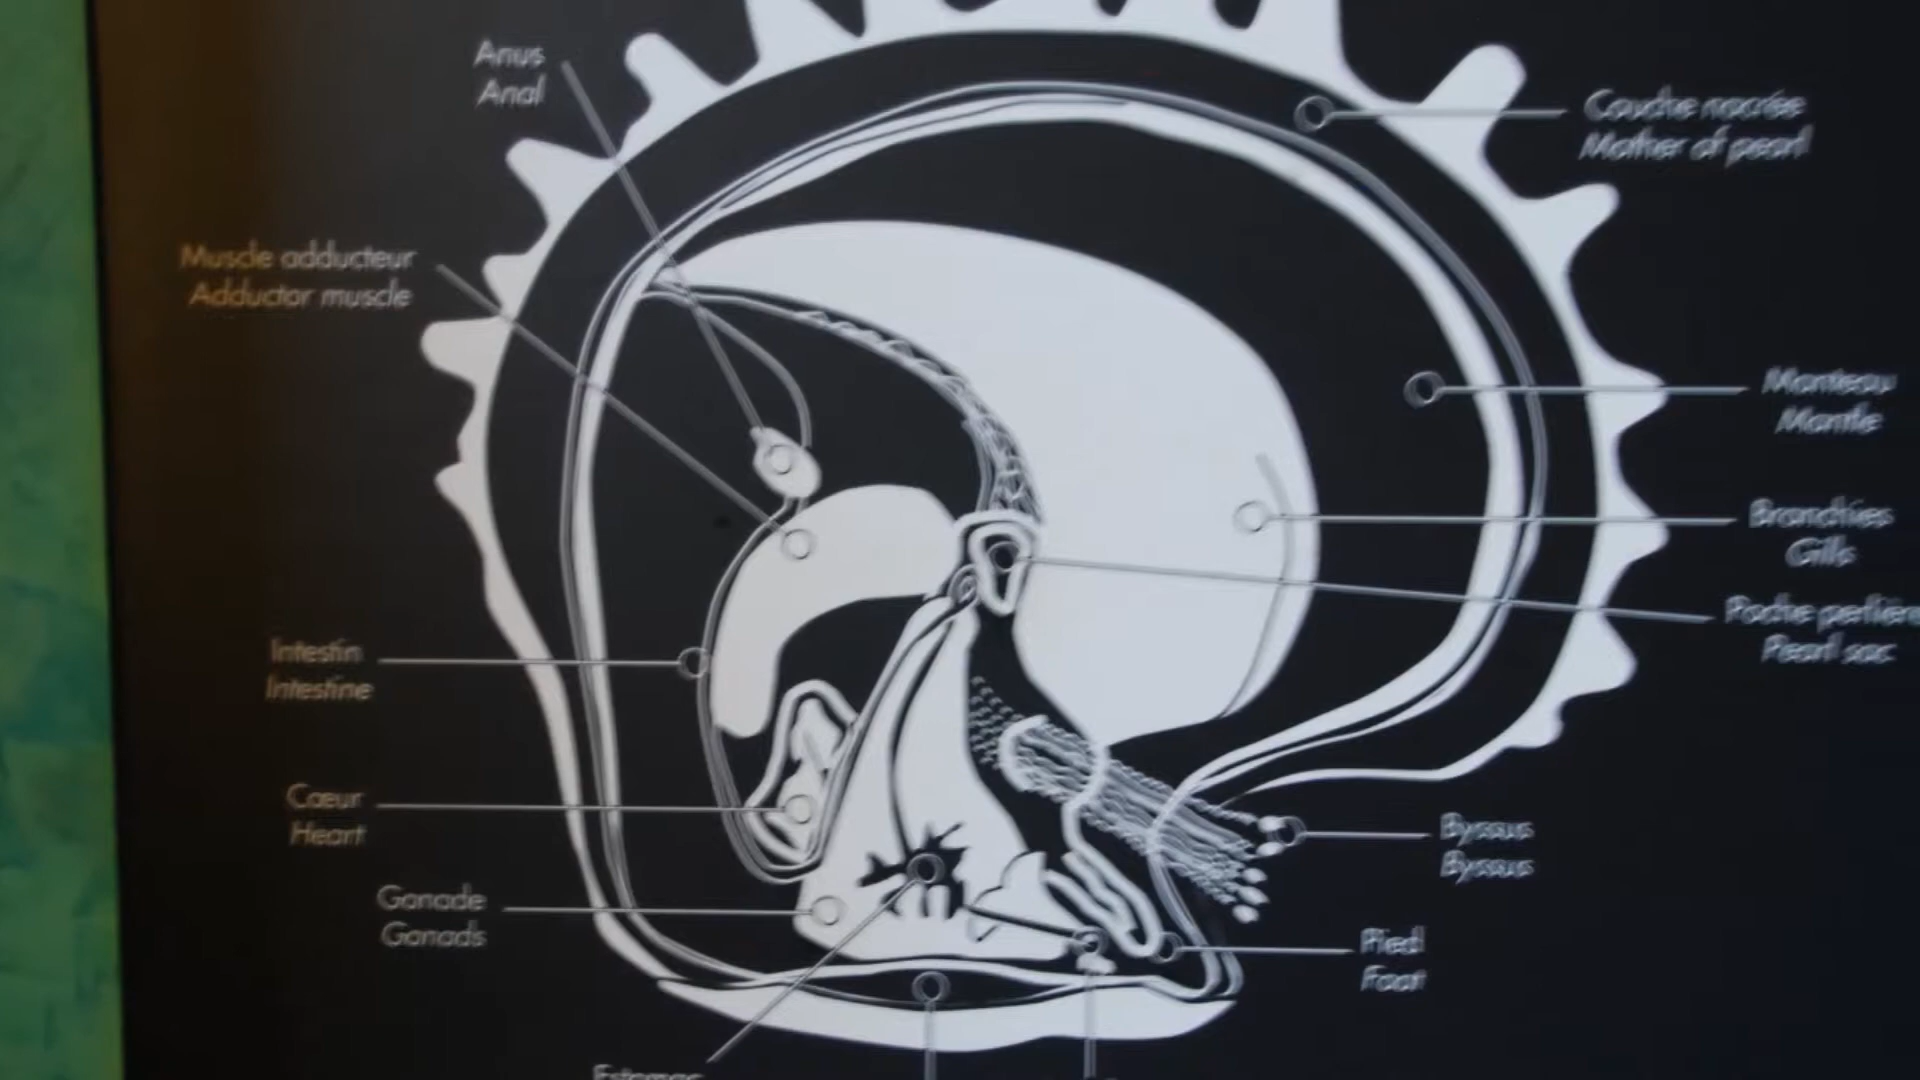 Anus
Anal
Couche nacrée
Mother of pearl
Muscle adducteur
Adductor muscle
Manteau
Mantle
Branchies
Gills
Poche perlière
Pearl sac
Intestin
Intestine
Cœur
Heart
Byssus
Byssus
Gonade
Gonads
Pied
Foot
Estomac